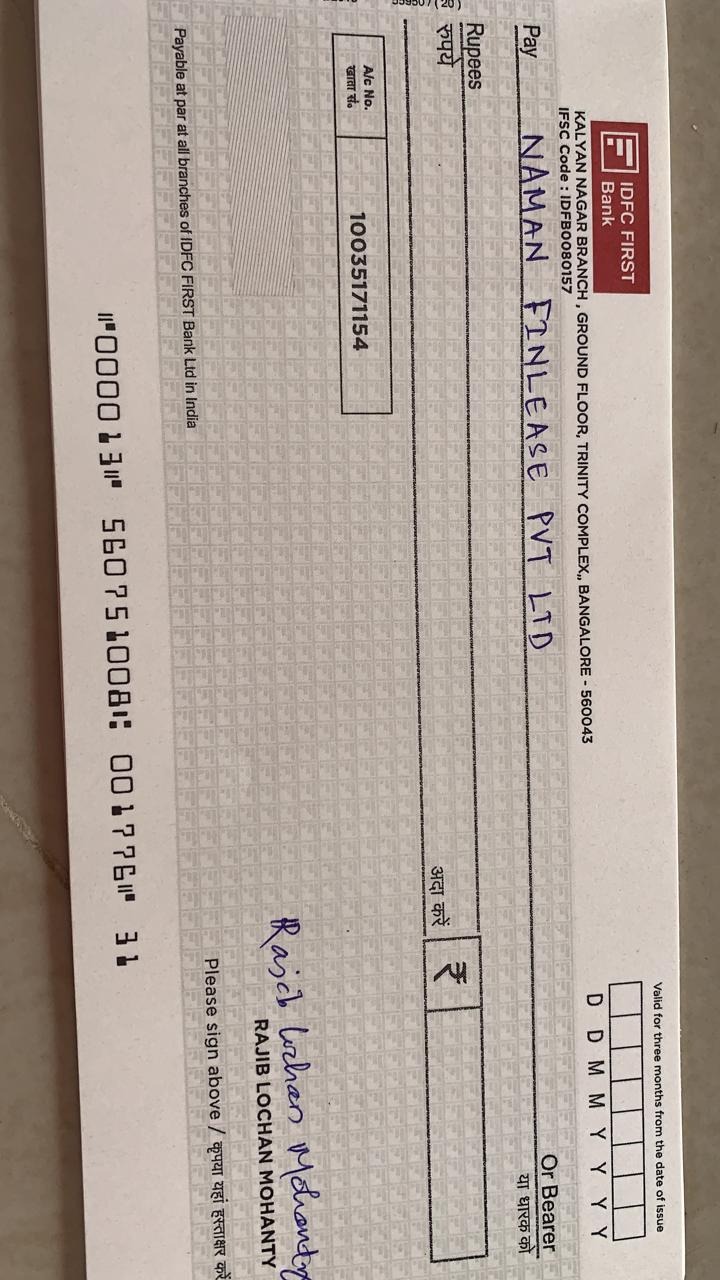 IDFC FIRST
Bank
KALYAN NAGAR BRANCH , GROUND FLOOR, TRINITY COMPLEX,, BANGALORE - 560043
IFSC Code : IDFB0080157
Valid for three months from the date of issue
D D M M Y Y Y Y
Pay NAMAN FINLEASE PVT LTD Or Bearer
या धारक को
Rupees
रुपये
अदा करें ₹
A/c No.
खाता सं.
10035171154
Rajib Lochan Mohanty
RAJIB LOCHAN MOHANTY
Payable at par at all branches of IDFC FIRST Bank Ltd in India
Please sign above / कृपया यहां हस्ताक्षर करें
⑈000013⑈ 560751008⑆ 001776⑈ 31